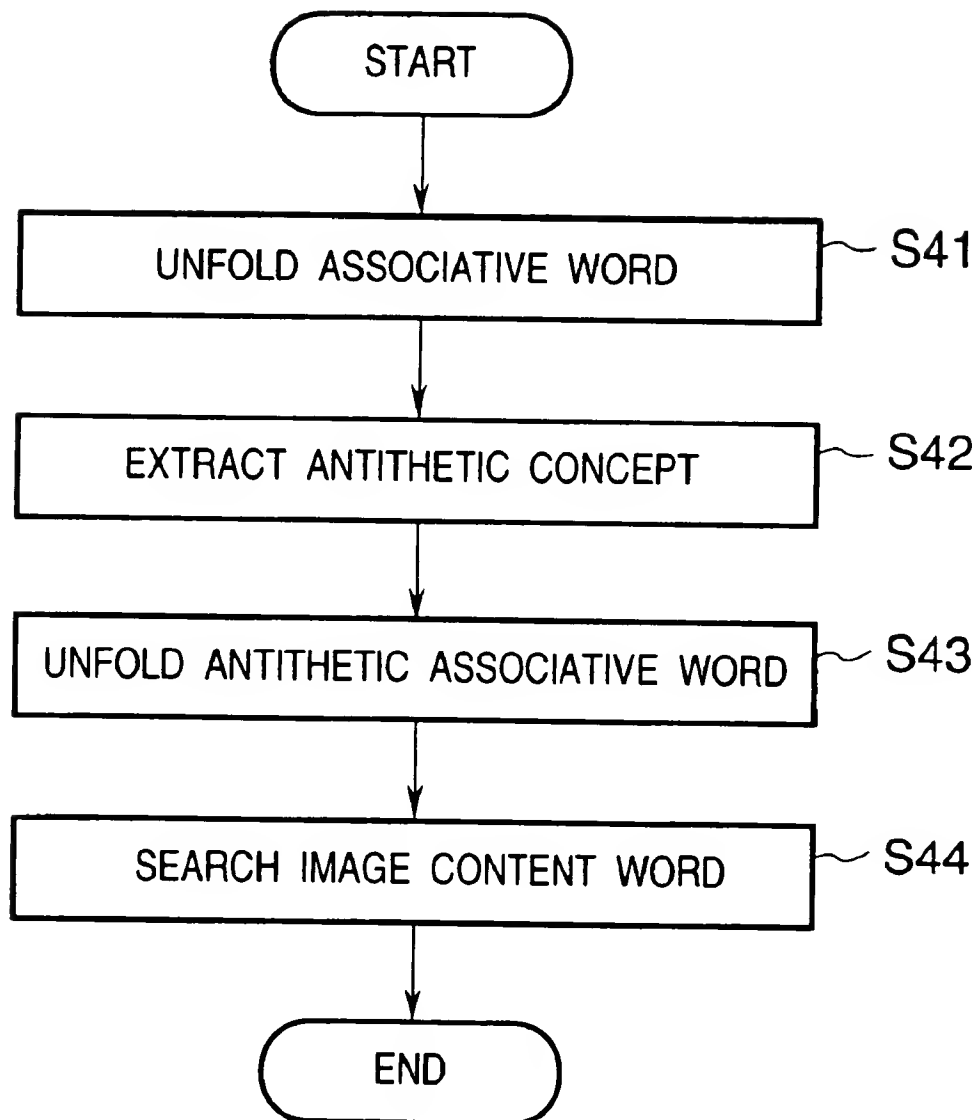 START
UNFOLD ASSOCIATIVE WORD
S41
EXTRACT ANTITHETIC CONCEPT
S42
UNFOLD ANTITHETIC ASSOCIATIVE WORD
S43
SEARCH IMAGE CONTENT WORD
S44
END